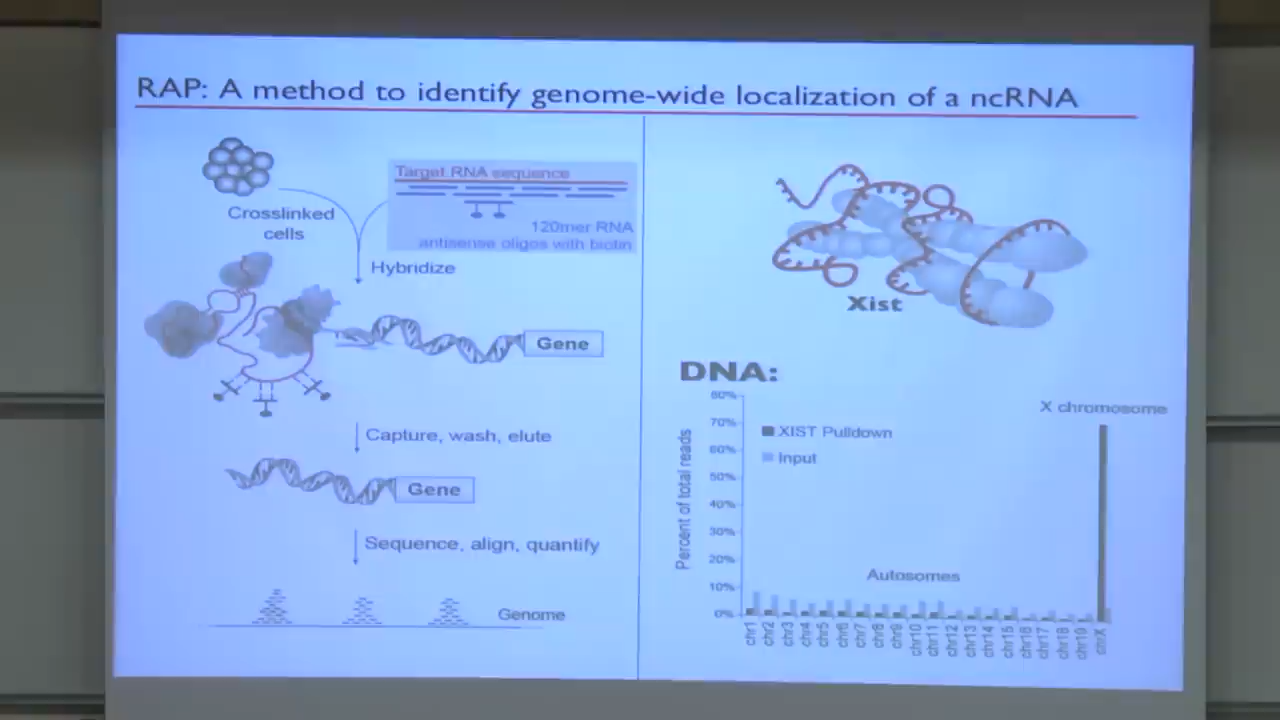 RAP: A method to identify genome-wide localization of a ncRNA
Target RNA sequence
120mer RNA
antisense oligos with biotin
Crosslinked
cells
Hybridize
Gene
Capture, wash, elute
Gene
Sequence, align, quantify
Genome
Xist
DNA:
X chromosome
XIST Pulldown
Input
Percent of total reads
80%
70%
60%
50%
40%
30%
20%
10%
0%
Autosomes
chr1
chr2
chr3
chr4
chr5
chr6
chr7
chr8
chr9
chr10
chr11
chr12
chr13
chr14
chr15
chr16
chr17
chr18
chr19
chrX